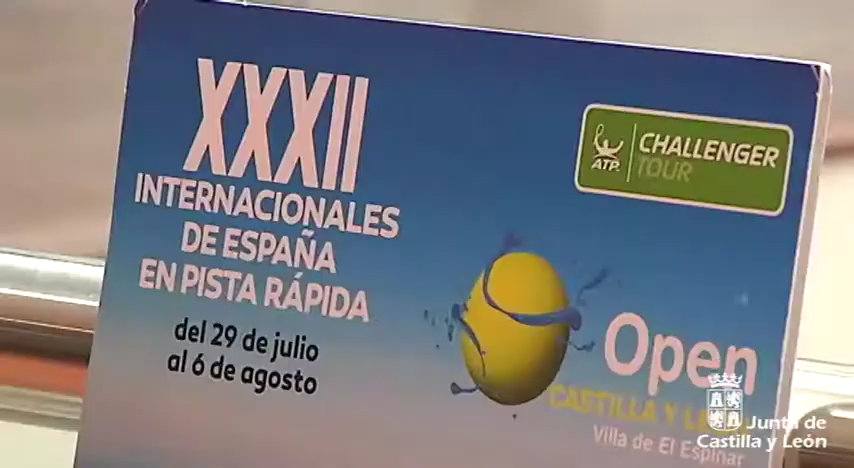 XXXII
INTERNACIONALES
DE ESPAÑA
EN PISTA RÁPIDA
del 29 de julio
al 6 de agosto
ATP
CHALLENGER
TOUR
Open
CASTILLA Y
Villa de El Espinar
Junta de
Castilla y León